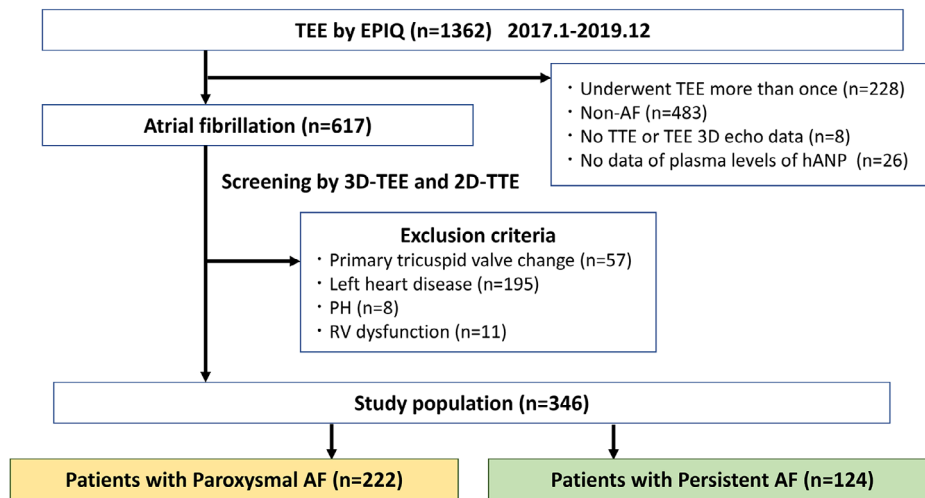 TEE by EPIQ (n=1362) 2017.1-2019.12
・Underwent TEE more than once (n=228)
・Non-AF (n=483)
・No TTE or TEE 3D echo data (n=8)
・No data of plasma levels of hANP (n=26)
Atrial fibrillation (n=617)
Screening by 3D-TEE and 2D-TTE
Exclusion criteria
・Primary tricuspid valve change (n=57)
・Left heart disease (n=195)
・PH (n=8)
・RV dysfunction (n=11)
Study population (n=346)
Patients with Paroxysmal AF (n=222)
Patients with Persistent AF (n=124)